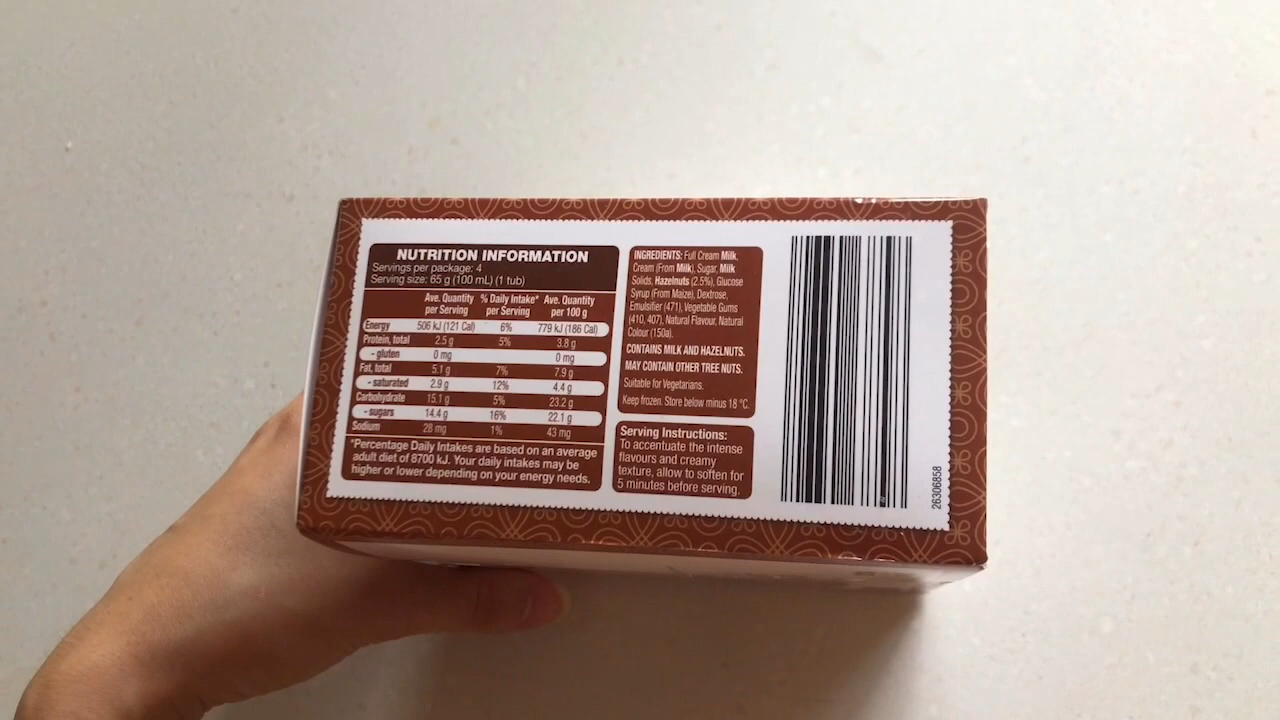 NUTRITION INFORMATION
Servings per package: 4
Serving size: 65 g (100 mL) (1 tub)
Ave. Quantity per Serving % Daily Intake* per Serving Ave. Quantity per 100 g
Energy 506 kJ (121 Cal) 6% 779 kJ (186 Cal)
Protein, total 2.5 g 5% 3.8 g
- gluten 0 mg 0 mg
Fat, total 5.1 g 7% 7.9 g
- saturated 2.9 g 12% 4.4 g
Carbohydrate 15.1 g 5% 23.2 g
- sugars 14.4 g 16% 22.1 g
Sodium 28 mg 1% 43 mg
*Percentage Daily Intakes are based on an average
adult diet of 8700 kJ. Your daily intakes may be
higher or lower depending on your energy needs.
INGREDIENTS: Full Cream Milk,
Cream (From Milk), Sugar, Milk
Solids, Hazelnuts (2.5%), Glucose
Syrup (From Maize), Dextrose,
Emulsifier (471), Vegetable Gums
(410, 407), Natural Flavour, Natural
Colour (150a).
CONTAINS MILK AND HAZELNUTS.
MAY CONTAIN OTHER TREE NUTS.
Suitable for Vegetarians.
Keep frozen. Store below minus 18 °C.
Serving Instructions:
To accentuate the intense
flavours and creamy
texture, allow to soften for
5 minutes before serving.
26306858